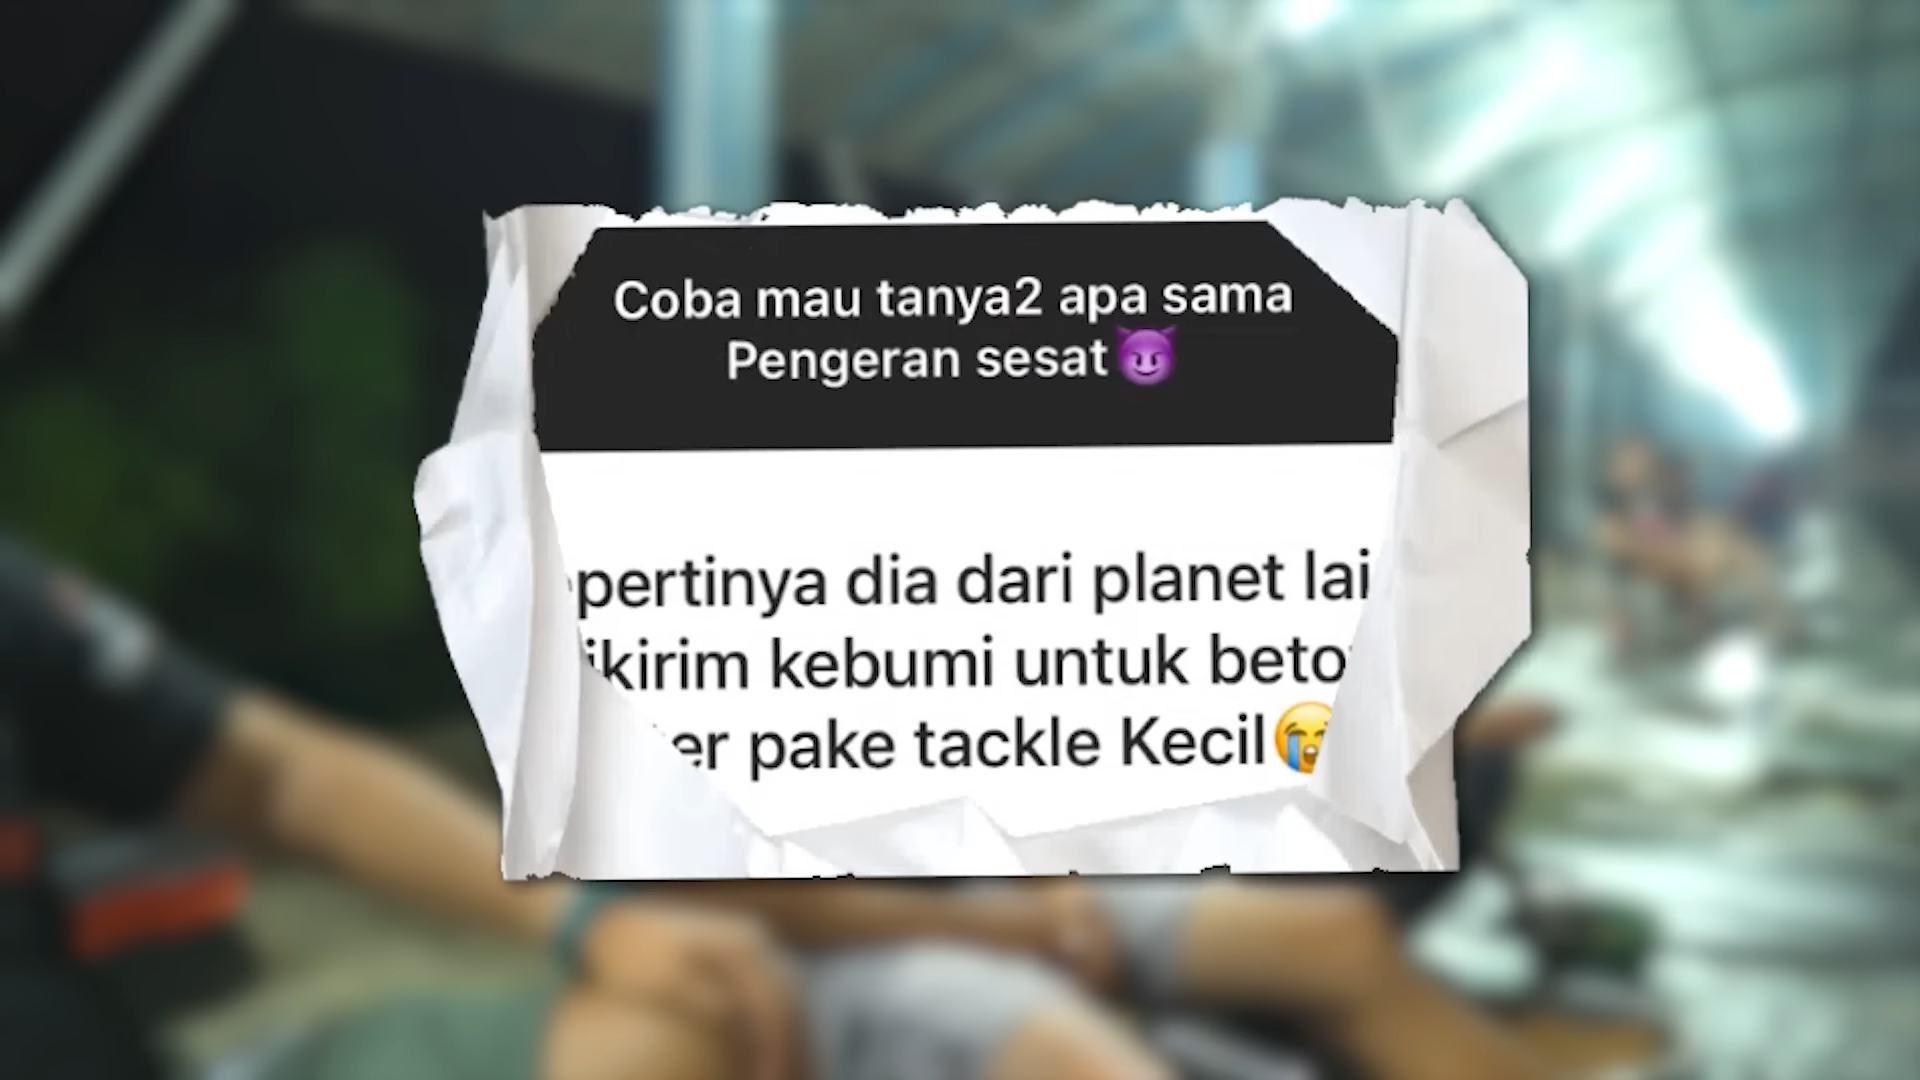 Coba mau tanya2 apa sama
Pengeran sesat😈
pertinya dia dari planet lai
ikirim kebumi untuk beto
er pake tackle Kecil😭